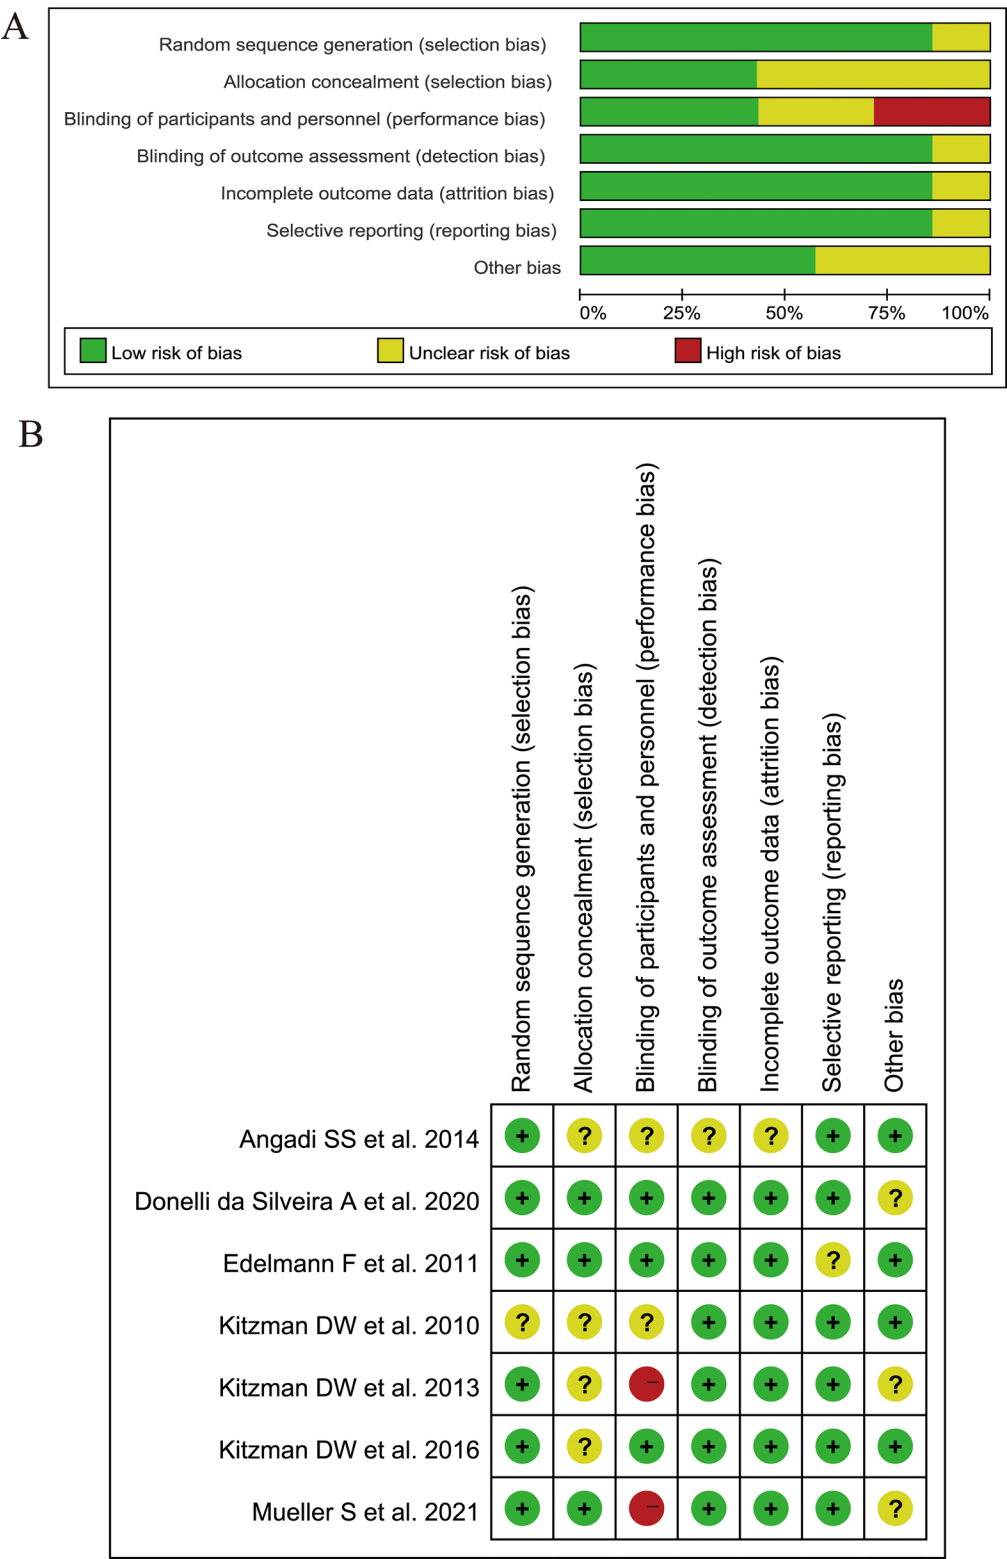 A
Random sequence generation (selection bias)
Allocation concealment (selection bias)
Blinding of participants and personnel (performance bias)
Blinding of outcome assessment (detection bias)
Incomplete outcome data (attrition bias)
Selective reporting (reporting bias)
Other bias
0% 25% 50% 75% 100%
Low risk of bias Unclear risk of bias High risk of bias
B
Random sequence generation (selection bias)
Allocation concealment (selection bias)
Blinding of participants and personnel (performance bias)
Blinding of outcome assessment (detection bias)
Incomplete outcome data (attrition bias)
Selective reporting (reporting bias)
Other bias
Angadi SS et al. 2014 + ? ? ? ? + +
Donelli da Silveira A et al. 2020 + + + + + + ?
Edelmann F et al. 2011 + + + + + ? +
Kitzman DW et al. 2010 ? ? ? + + + +
Kitzman DW et al. 2013 + ? − + + + ?
Kitzman DW et al. 2016 + ? + + + + +
Mueller S et al. 2021 + + − + + + ?